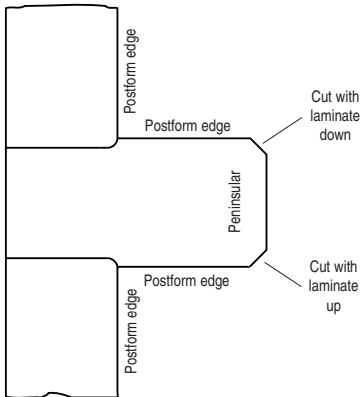 Postform edge
Postform edge
Cut with
laminate
down
Peninsular
Postform edge
Cut with
laminate
up
Postform edge